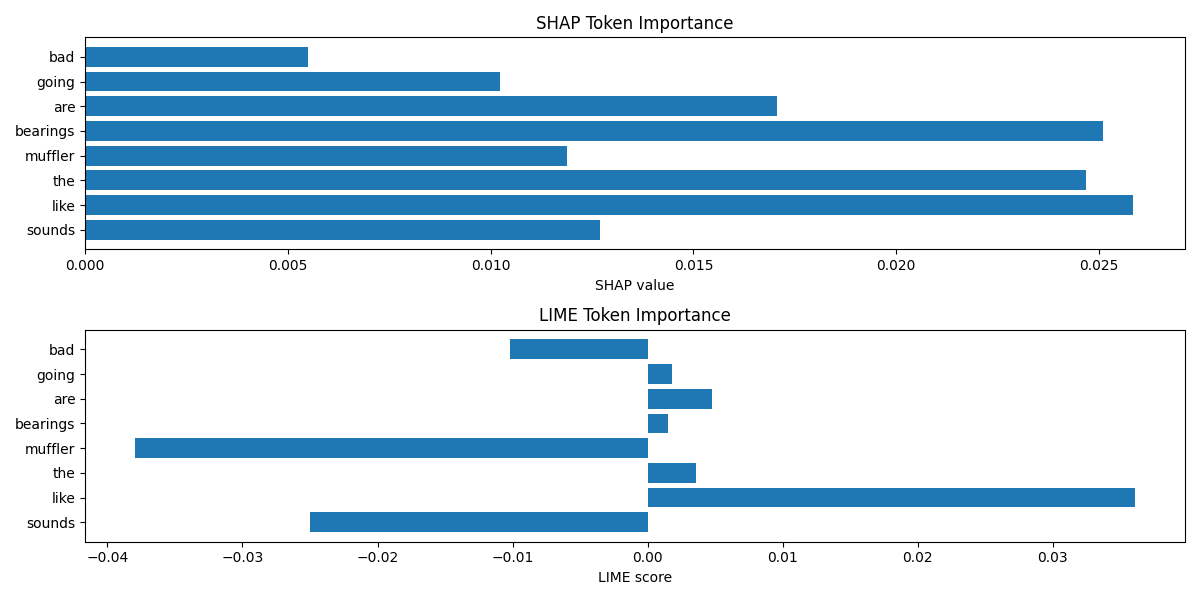 SHAP Token Importance
bad
going
are
bearings
muffler
the
like
sounds
0.000 0.005 0.010 0.015 0.020 0.025
SHAP value
LIME Token Importance
bad
going
are
bearings
muffler
the
like
sounds
−0.04 −0.03 −0.02 −0.01 0.00 0.01 0.02 0.03
LIME score